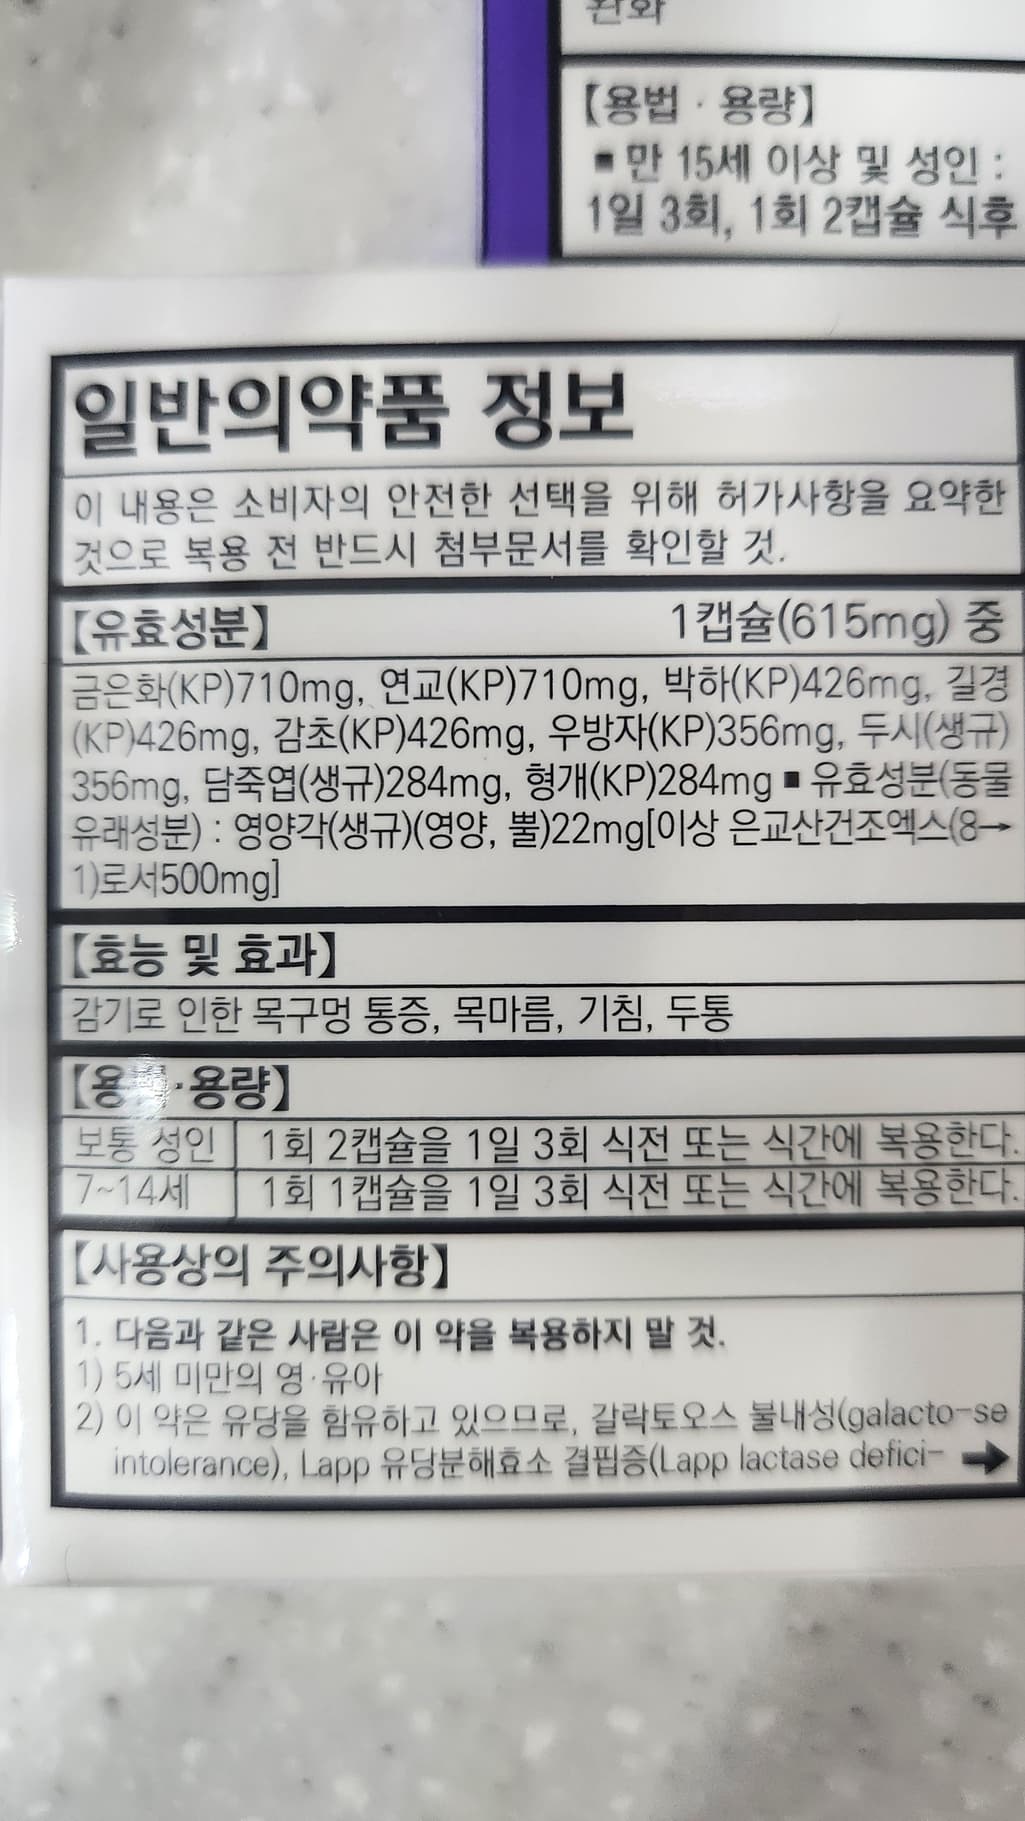 완화
【용법 · 용량】
■ 만 15세 이상 및 성인 :
1일 3회, 1회 2캡슐 식후
일반의약품 정보
이 내용은 소비자의 안전한 선택을 위해 허가사항을 요약한
것으로 복용 전 반드시 첨부문서를 확인할 것.
【유효성분】 1캡슐(615mg) 중
금은화(KP)710mg, 연교(KP)710mg, 박하(KP)426mg, 길경
(KP)426mg, 감초(KP)426mg, 우방자(KP)356mg, 두시(생규)
356mg, 담죽엽(생규)284mg, 형개(KP)284mg ■ 유효성분(동물
유래성분) : 영양각(생규)(영양, 뿔)22mg[이상 은교산건조엑스(8→
1)로서500mg]
【효능 및 효과】
감기로 인한 목구멍 통증, 목마름, 기침, 두통
【용법·용량】
보통 성인 1회 2캡슐을 1일 3회 식전 또는 식간에 복용한다.
7~14세 1회 1캡슐을 1일 3회 식전 또는 식간에 복용한다.
【사용상의 주의사항】
1. 다음과 같은 사람은 이 약을 복용하지 말 것.
1) 5세 미만의 영·유아
2) 이 약은 유당을 함유하고 있으므로, 갈락토오스 불내성(galacto-se
intolerance), Lapp 유당분해효소 결핍증(Lapp lactase defici- ➡